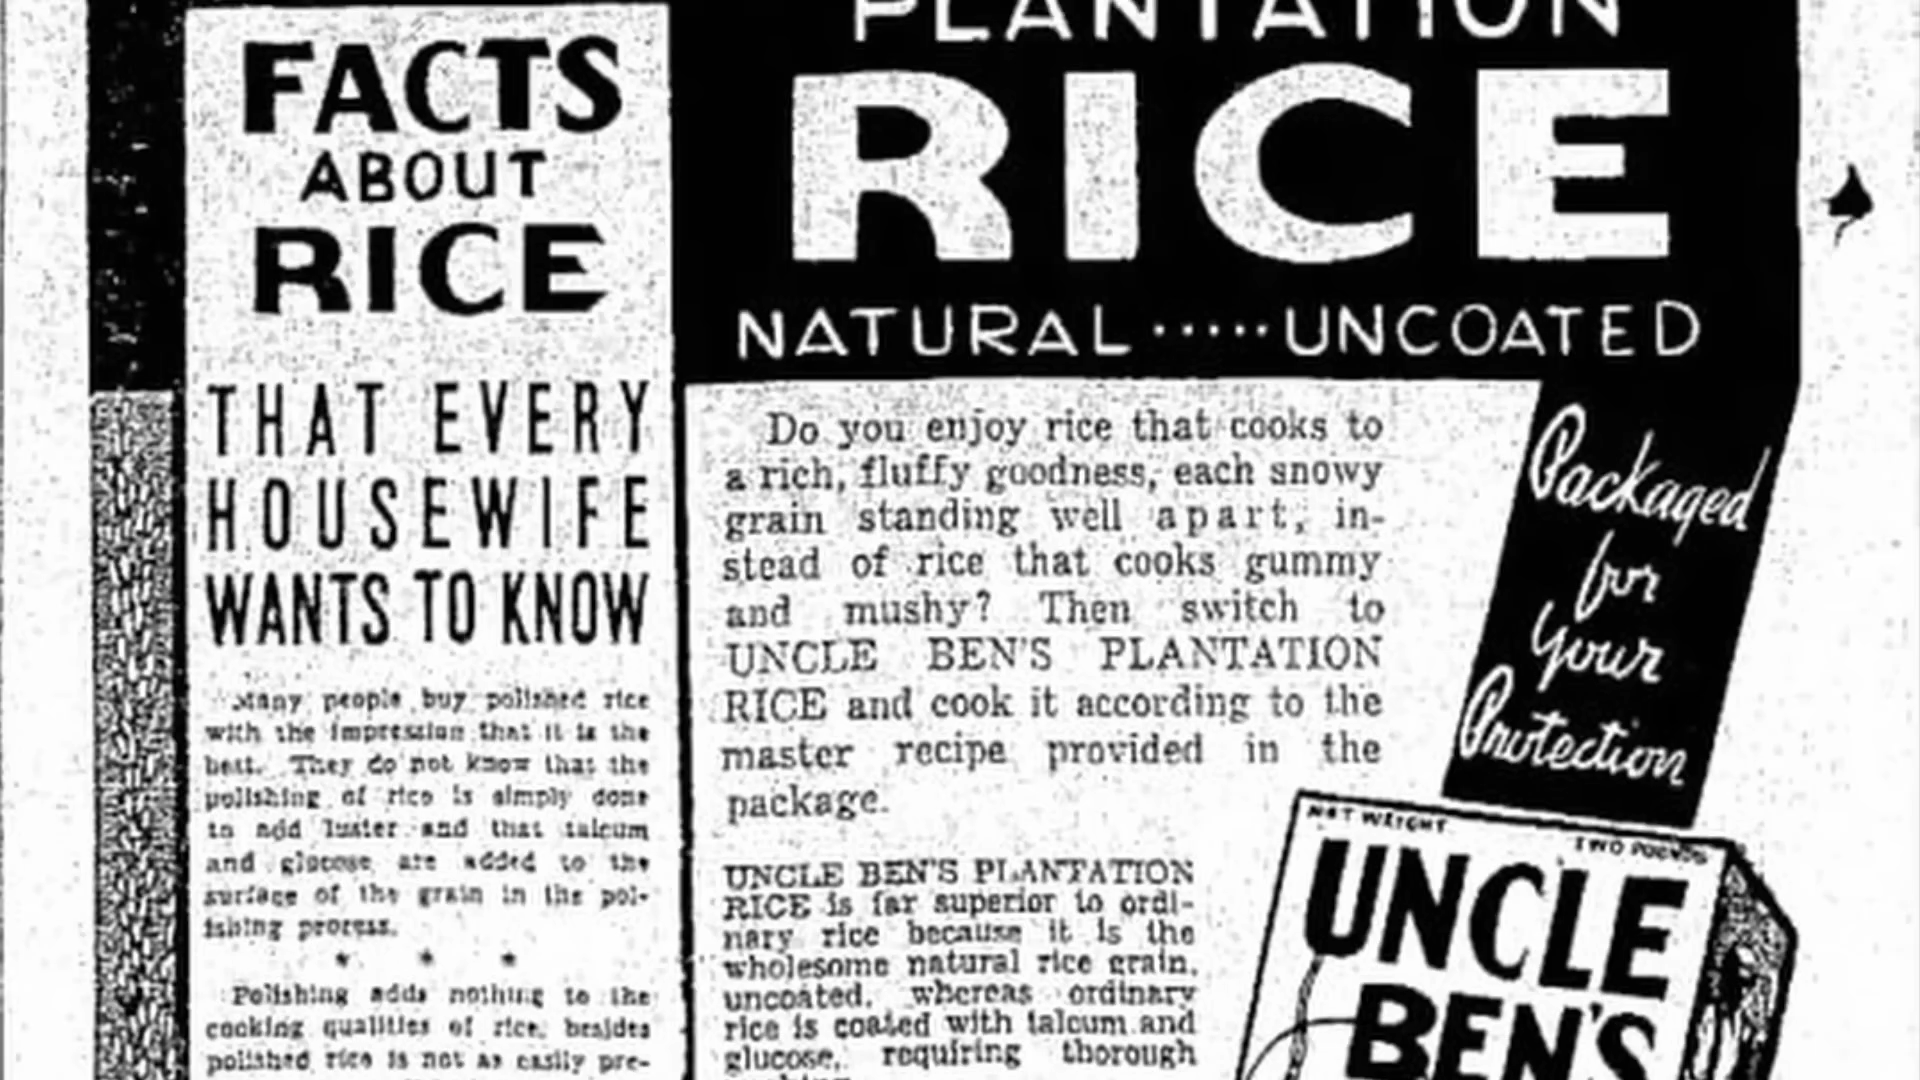 FACTS
ABOUT
RICE
THAT EVERY
HOUSEWIFE
WANTS TO KNOW
Many people buy polished rice
with the impression that it is the
best. They do not know that the
polishing of rice is simply done
to add luster and that talcum
and glucose are added to the
surface of the grain in the pol-
ishing process.
* * *
Polishing adds nothing to the
cooking qualities of rice, besides
polished rice is not as easily pre-
PLANTATION
RICE
NATURAL ····· UNCOATED
Do you enjoy rice that cooks to
a rich, fluffy goodness, each snowy
grain standing well apart, in-
stead of rice that cooks gummy
and mushy? Then switch to
UNCLE BEN'S PLANTATION
RICE and cook it according to the
master recipe provided in the
package.
UNCLE BEN'S PLANTATION
RICE is far superior to ordi-
nary rice because it is the
wholesome natural rice grain,
uncoated, whereas ordinary
rice is coated with talcum and
glucose, requiring thorough
Packaged
for
Your
Protection
NET WEIGHT TWO POUNDS
UNCLE
BEN'S